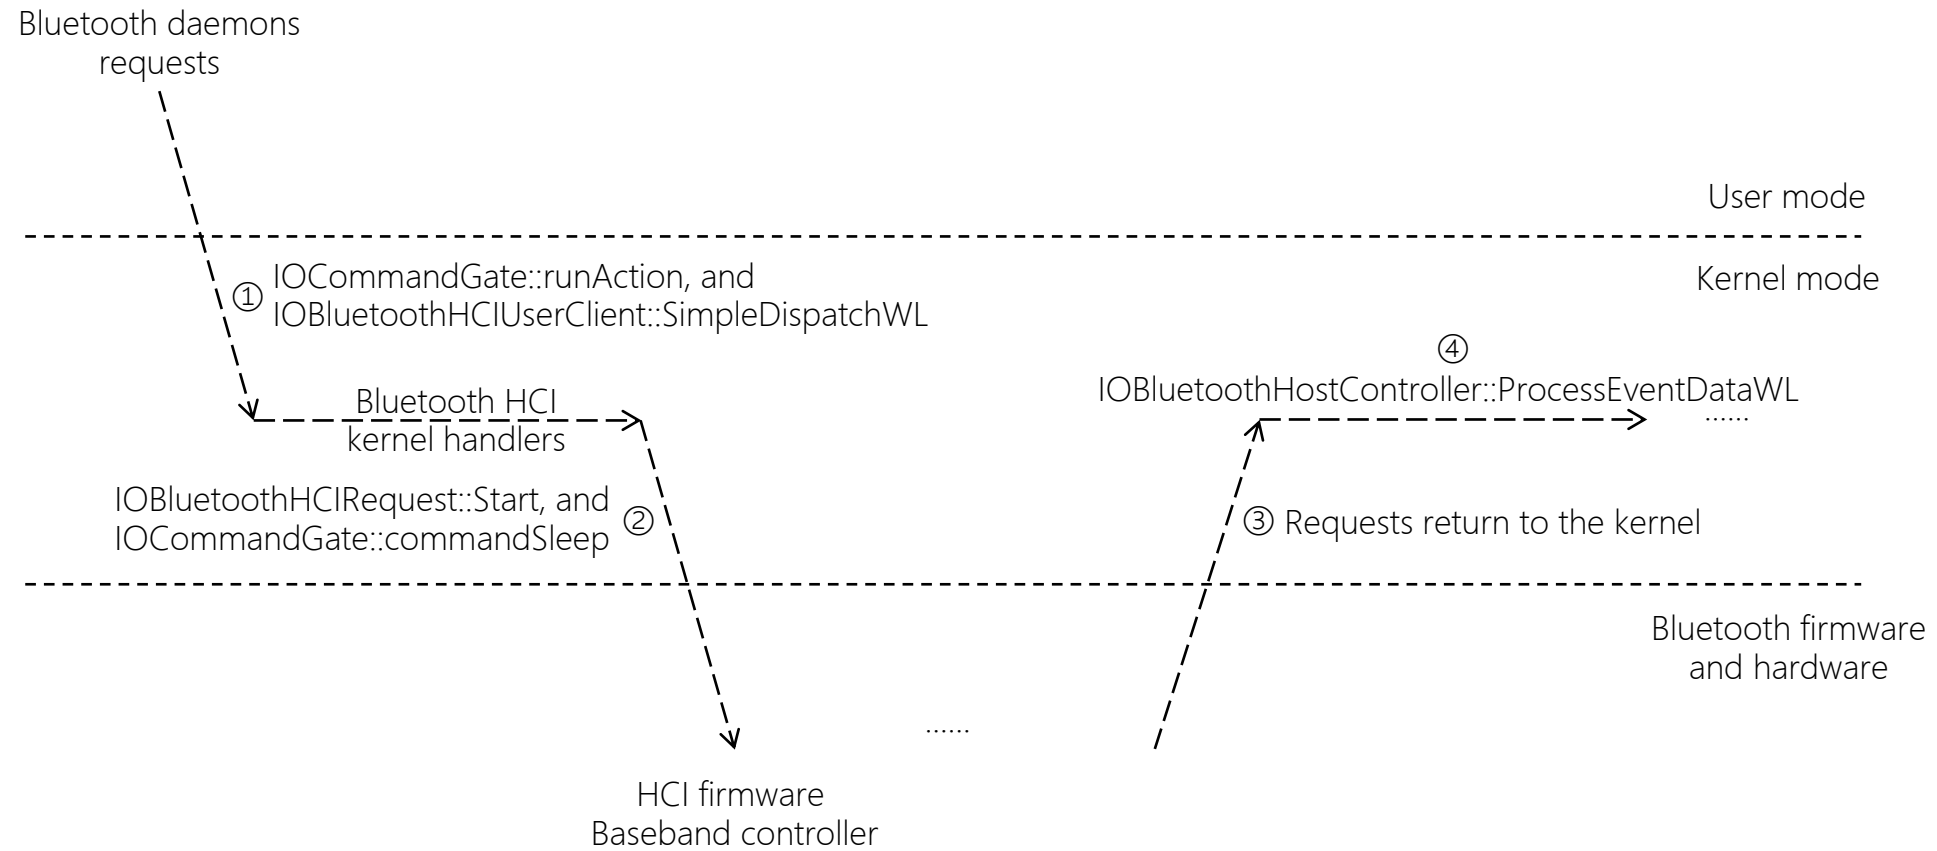 Bluetooth daemons
requests
User mode
① IOCommandGate::runAction, and
IOBluetoothHCIUserClient::SimpleDispatchWL
Kernel mode
④
IOBluetoothHostController::ProcessEventDataWL
......
Bluetooth HCI
kernel handlers
IOBluetoothHCIRequest::Start, and
IOCommandGate::commandSleep
②
③ Requests return to the kernel
Bluetooth firmware
and hardware
......
HCI firmware
Baseband controller